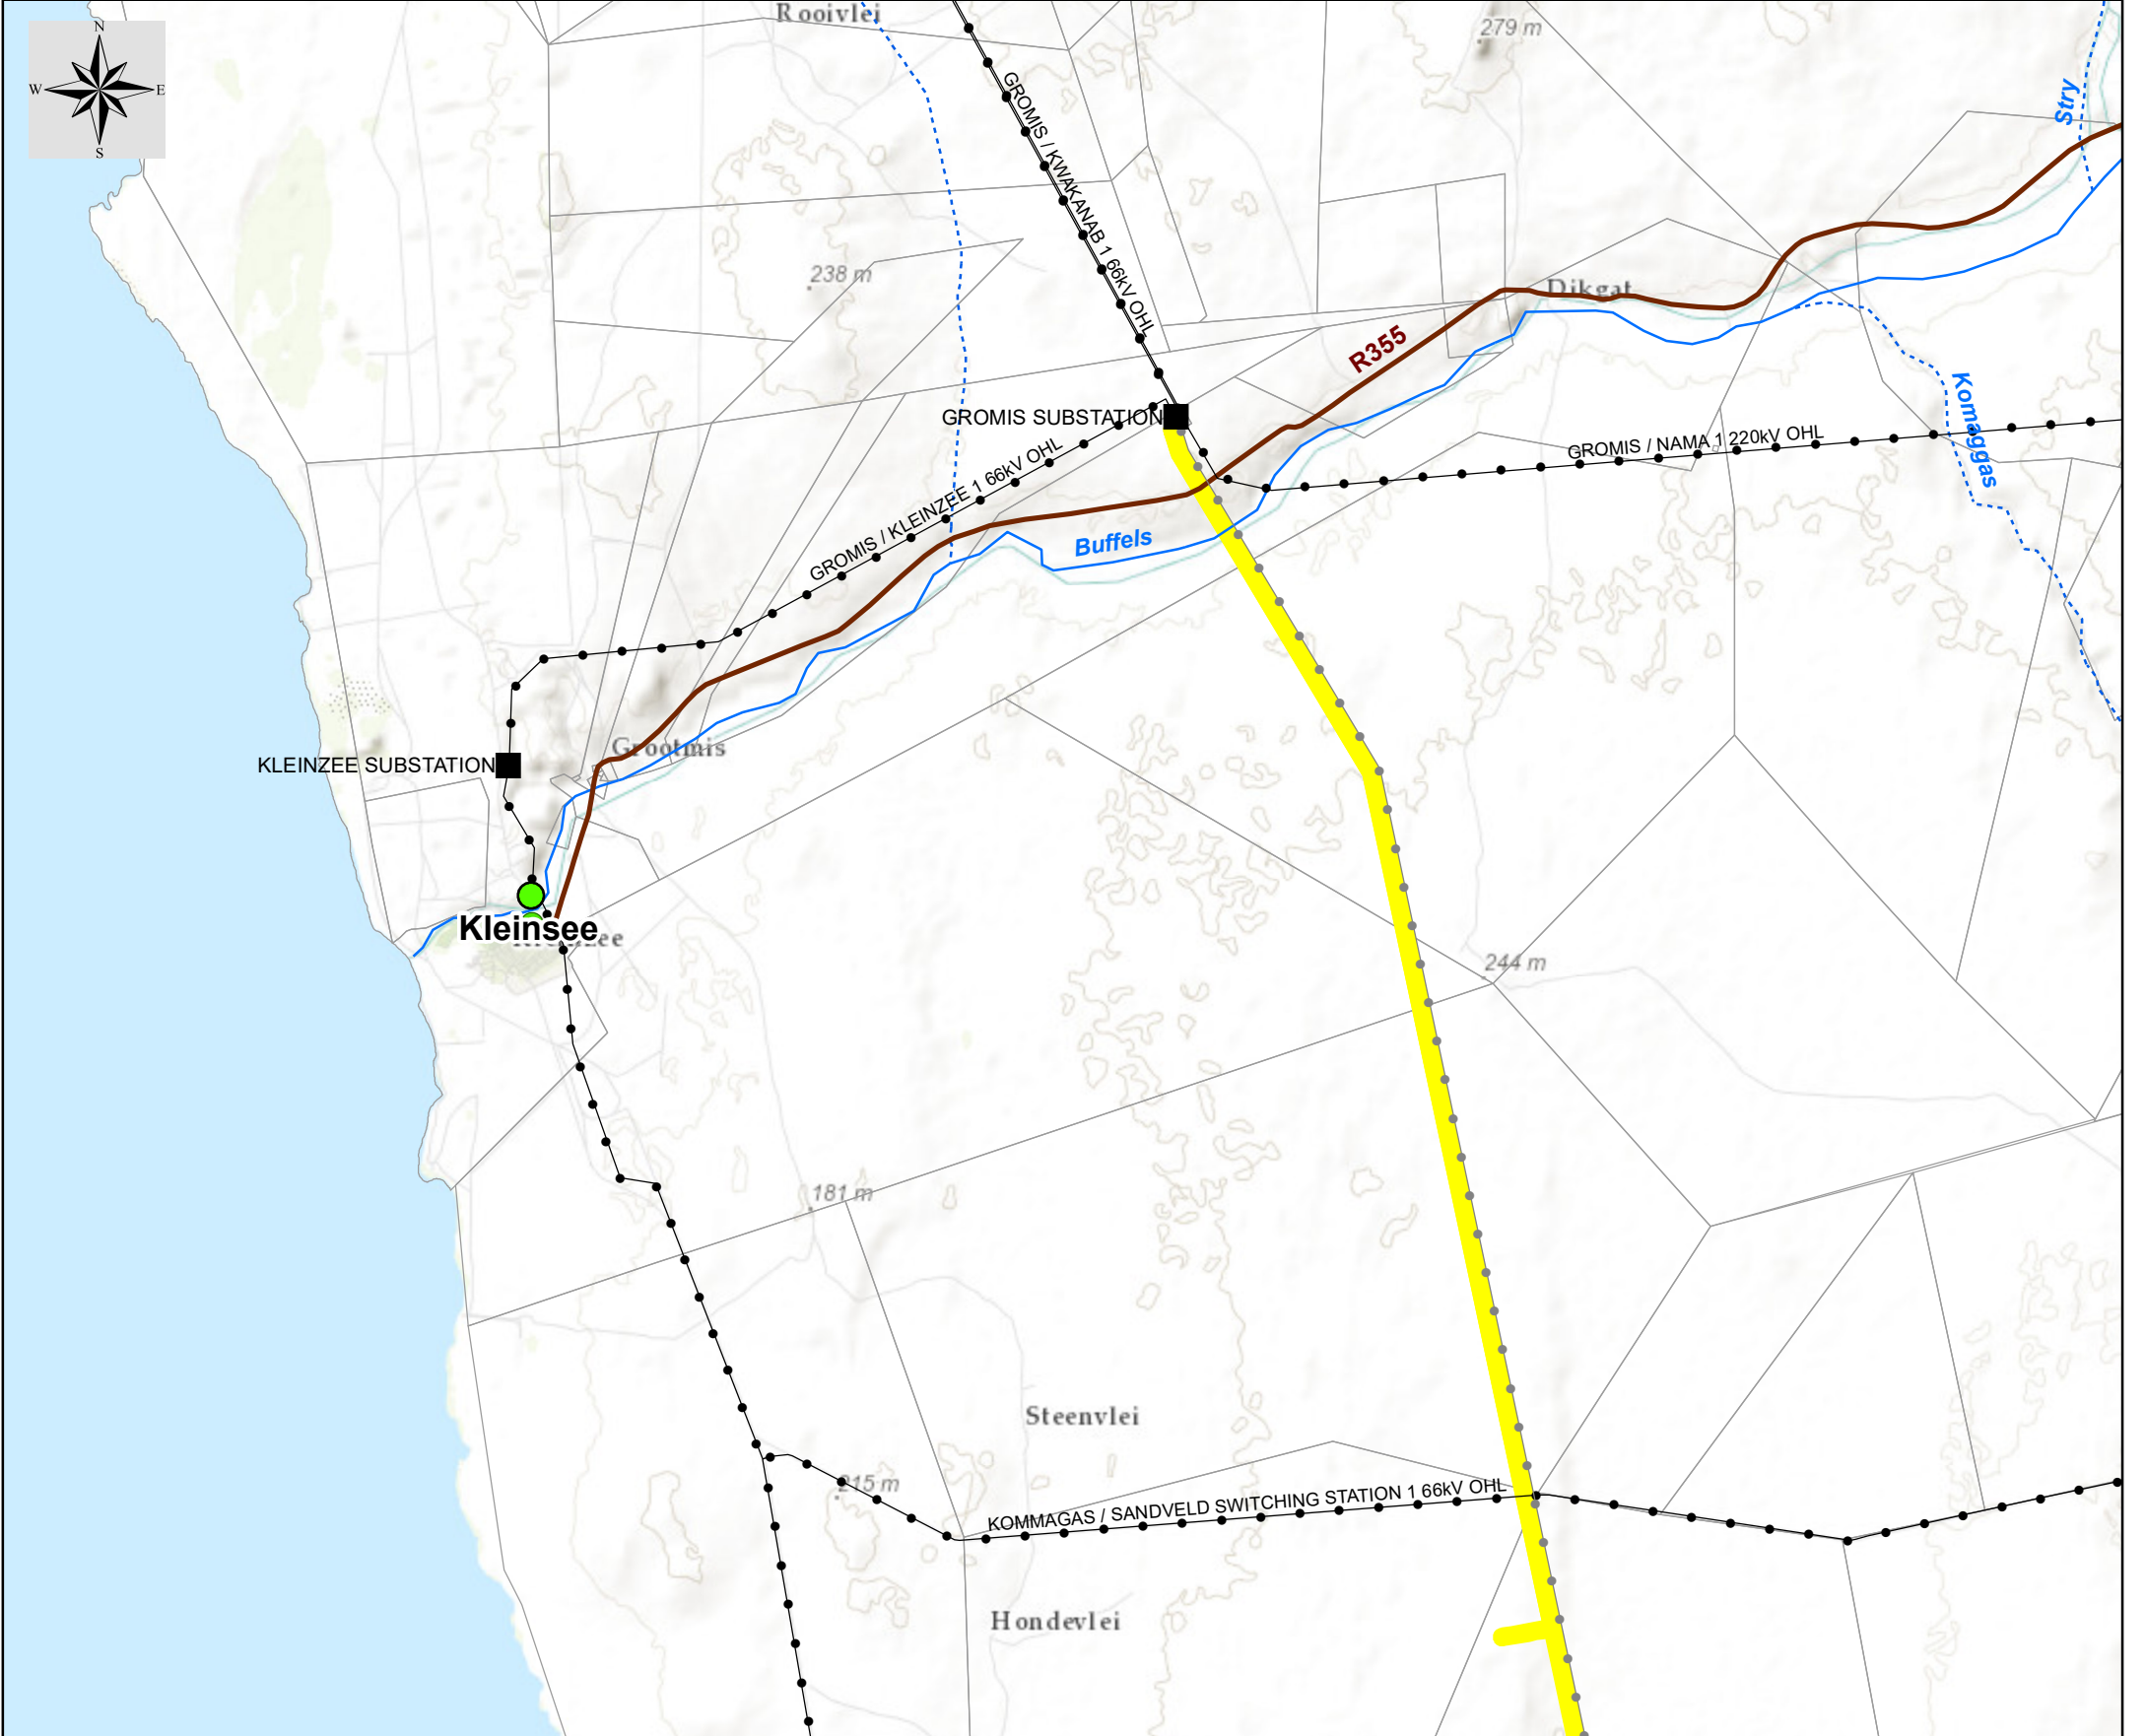 Rooivlei
279 m
N
W
E
S
Stry
GROMIS / KWAKANAB 1 66kV OHL
238 m
Dikgat
R355
Komaggas
GROMIS SUBSTATION
GROMIS / NAMA 1 220kV OHL
GROMIS / KLEINZEE 1 66kV OHL
Buffels
Grootmis
KLEINZEE SUBSTATION
Kleinsee
244 m
181 m
Steenvlei
215 m
KOMMAGAS / SANDVELD SWITCHING STATION 1 66kV OHL
Hondevlei